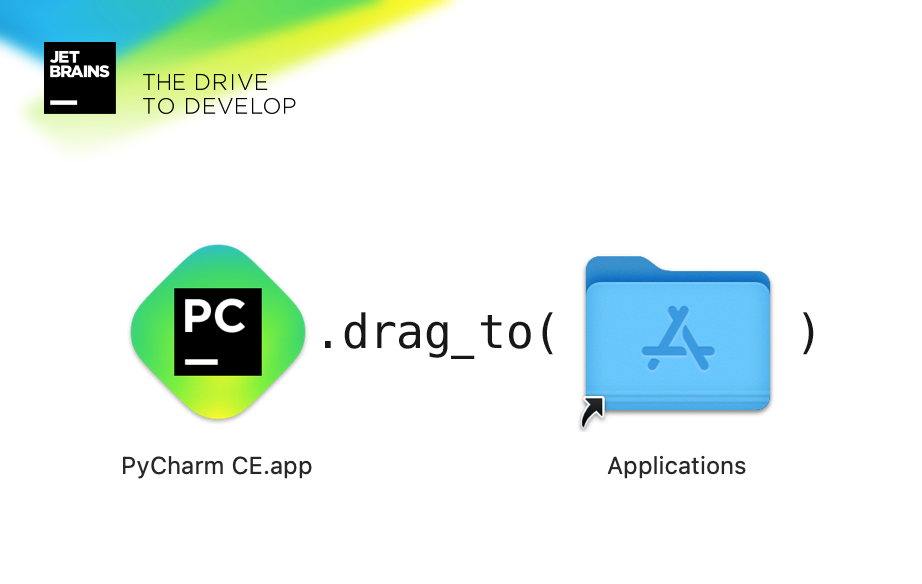 JET
BRAINS
THE DRIVE
TO DEVELOP
PC
.drag_to( )
PyCharm CE.app
Applications